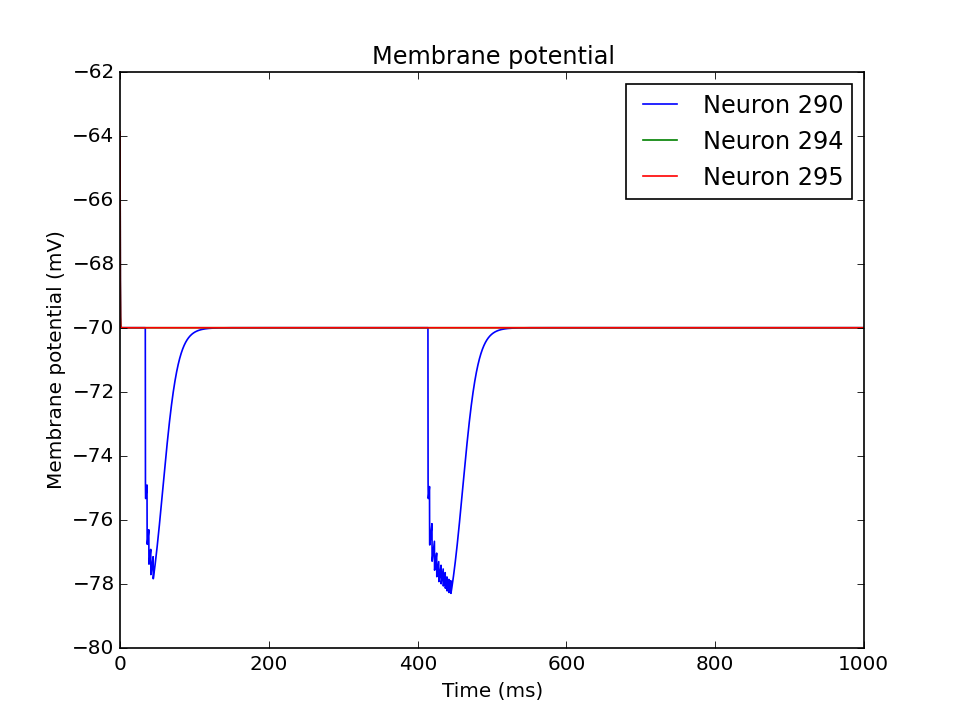 Membrane potential
Neuron 290
Neuron 294
Neuron 295
Membrane potential (mV)
−62
−64
−66
−68
−70
−72
−74
−76
−78
−80
0 200 400 600 800 1000
Time (ms)